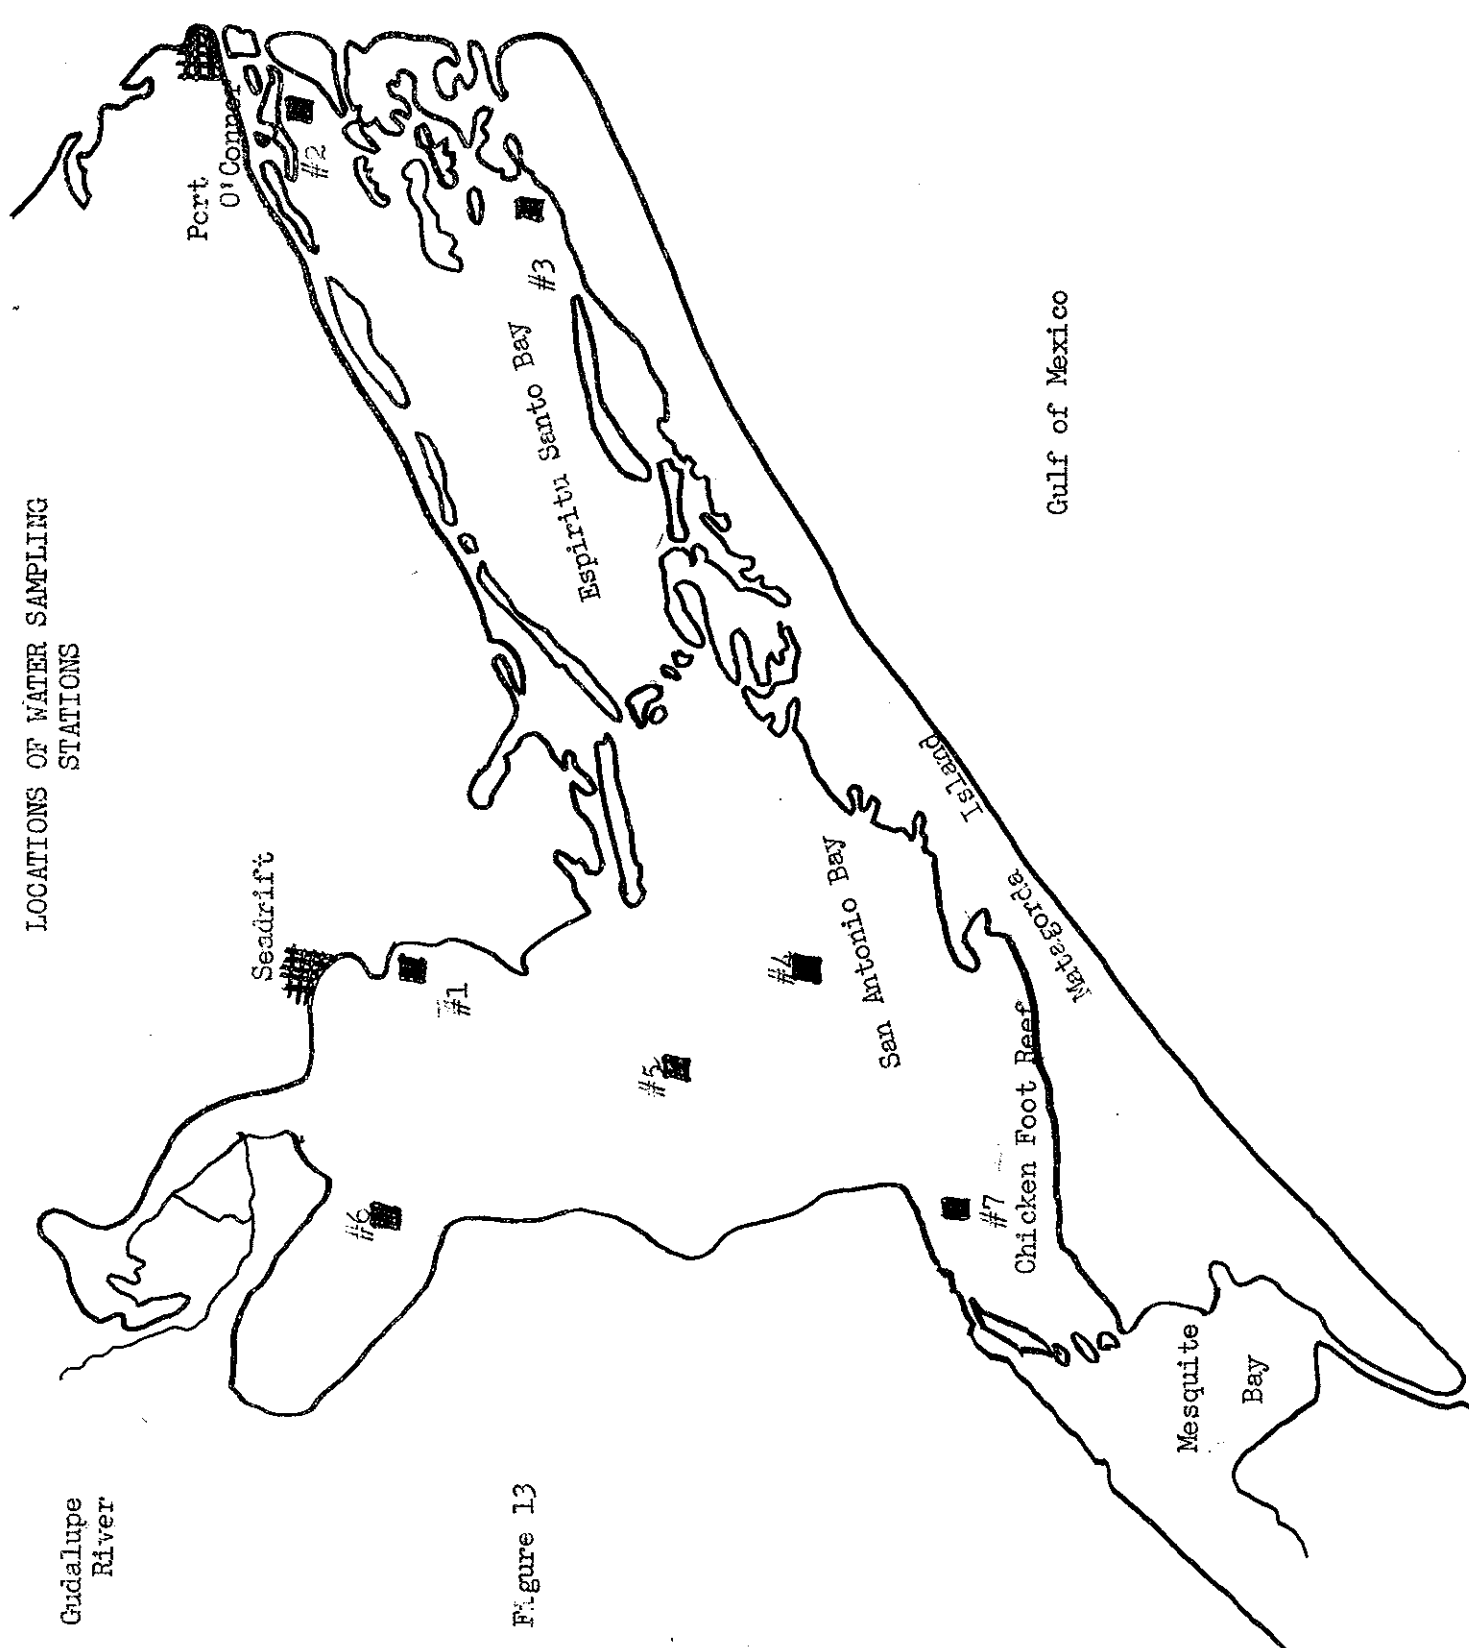 LOCATIONS OF WATER SAMPLING
STATIONS
Gudalupe
River
Seadrift
Port
O'Conner
#2
#6
#1
#3
Espiritu Santo Bay
#5
#4
Figure 13
San Antonio Bay
Island
Matagorda
#7
Chicken Foot Reef
Gulf of Mexico
Mesquite
Bay